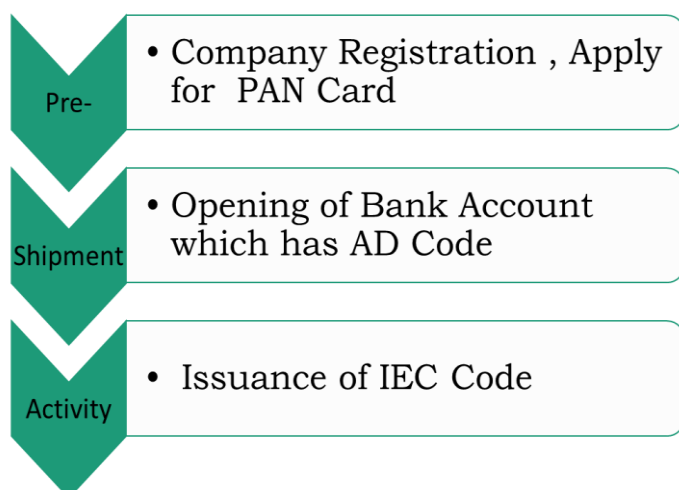 Pre-
• Company Registration , Apply
for PAN Card
Shipment
• Opening of Bank Account
which has AD Code
Activity
• Issuance of IEC Code